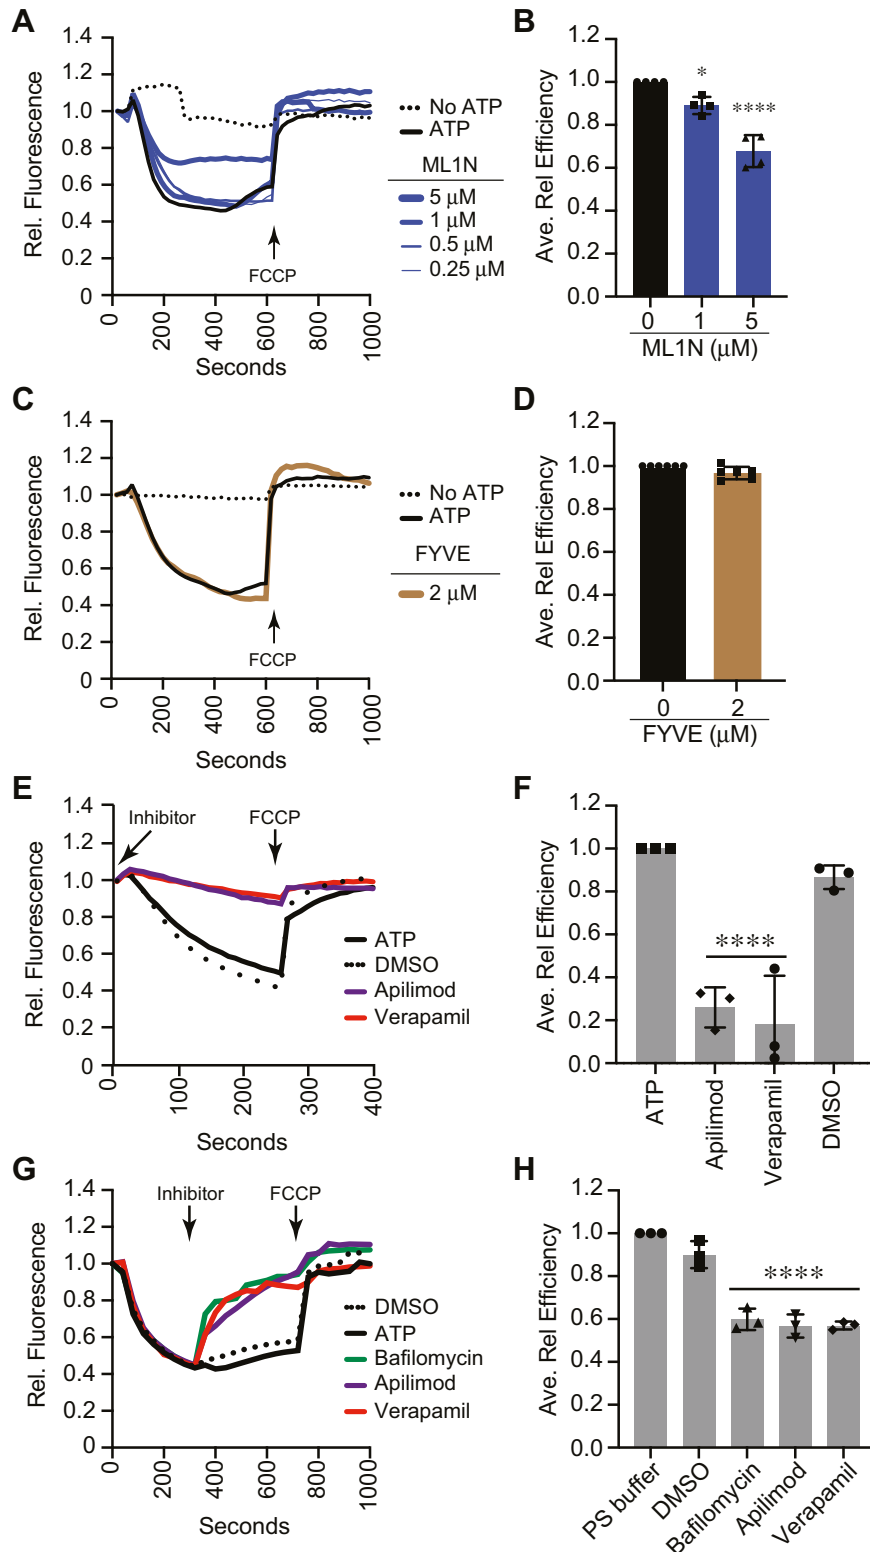 A
Rel. Fluorescence
1.4
1.2
1.0
0.8
0.6
0.4
0.2
0
0
200
400
600
800
1000
Seconds
FCCP
No ATP
ATP
ML1N
5 μM
1 μM
0.5 μM
0.25 μM
B
Ave. Rel Efficiency
1.2
1.0
0.8
0.6
0.4
0.2
0.0
*
****
0 1 5
ML1N (μM)
C
Rel. Fluorescence
1.4
1.2
1.0
0.8
0.6
0.4
0.2
0
0
200
400
600
800
1000
Seconds
FCCP
No ATP
ATP
FYVE
2 μM
D
Ave. Rel Efficiency
1.2
1.0
0.8
0.6
0.4
0.2
0.0
0 2
FYVE (μM)
E
Rel. Fluorescence
1.4
1.2
1.0
0.8
0.6
0.4
0.2
0
0
100
200
300
400
Seconds
Inhibitor
FCCP
ATP
DMSO
Apilimod
Verapamil
F
Ave. Rel Efficiency
1.2
1.0
0.8
0.6
0.4
0.2
0.0
****
ATP
Apilimod
Verapamil
DMSO
G
Rel. Fluorescence
1.4
1.2
1.0
0.8
0.6
0.4
0.2
0
0
200
400
600
800
1000
Seconds
Inhibitor
FCCP
DMSO
ATP
Bafilomycin
Apilimod
Verapamil
H
Ave. Rel Efficiency
1.2
1.0
0.8
0.6
0.4
0.2
0.0
****
PS buffer
DMSO
Bafilomycin
Apilimod
Verapamil